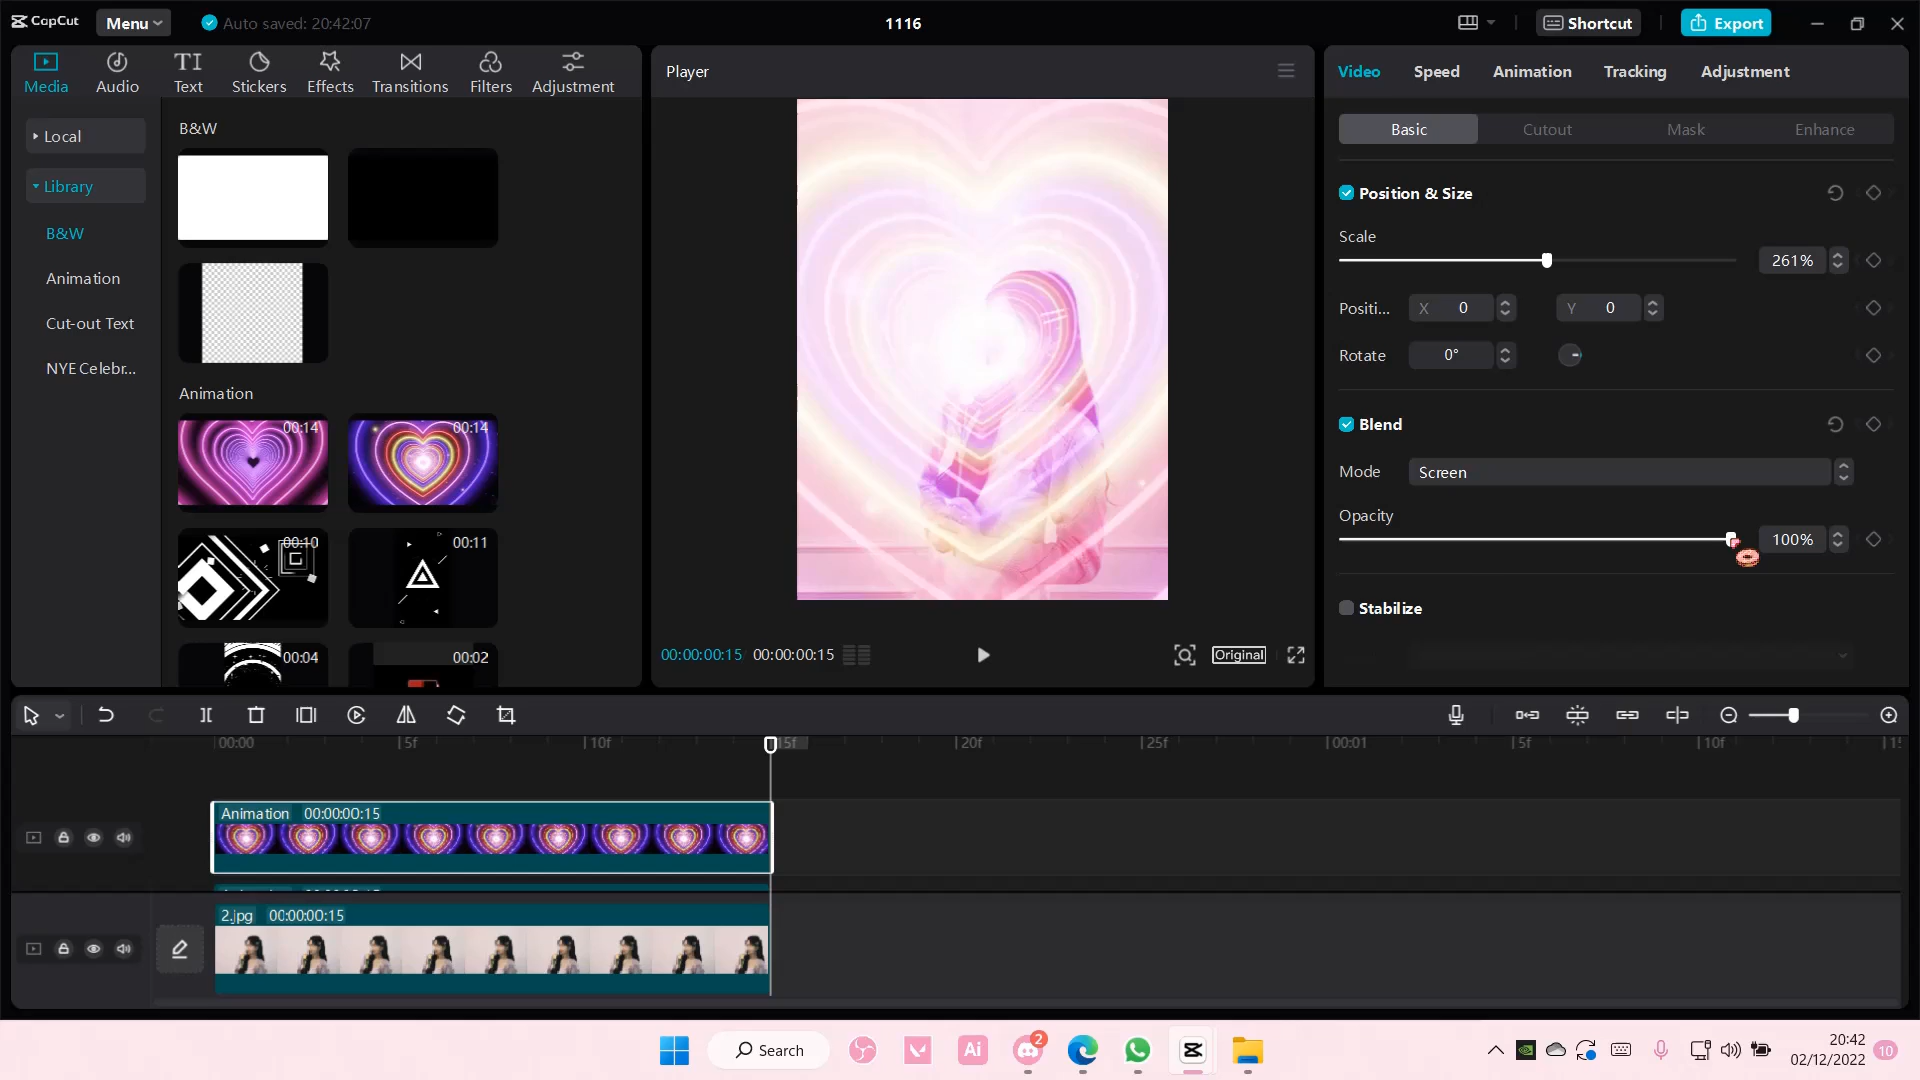 CapCut Menu Auto saved: 20:42:07 1116 Shortcut Export
Media Audio Text Stickers Effects Transitions Filters Adjustment
Local
Library
B&W
Animation
Cut-out Text
NYE Celebr...
B&W
Animation
00:14 00:14
00:10 00:11
00:04 00:02
Player
00:00:00:15 00:00:00:15 Original
Video Speed Animation Tracking Adjustment
Basic Cutout Mask Enhance
Position & Size
Scale
261%
Positi... X 0 Y 0
Rotate 0°
Blend
Mode Screen
Opacity
100%
Stabilize
00:00 5f 10f 15f 20f 25f 00:01 5f 10f
Animation 00:00:00:15
2.jpg 00:00:00:15
Search Ai 2
20:42
02/12/2022 10